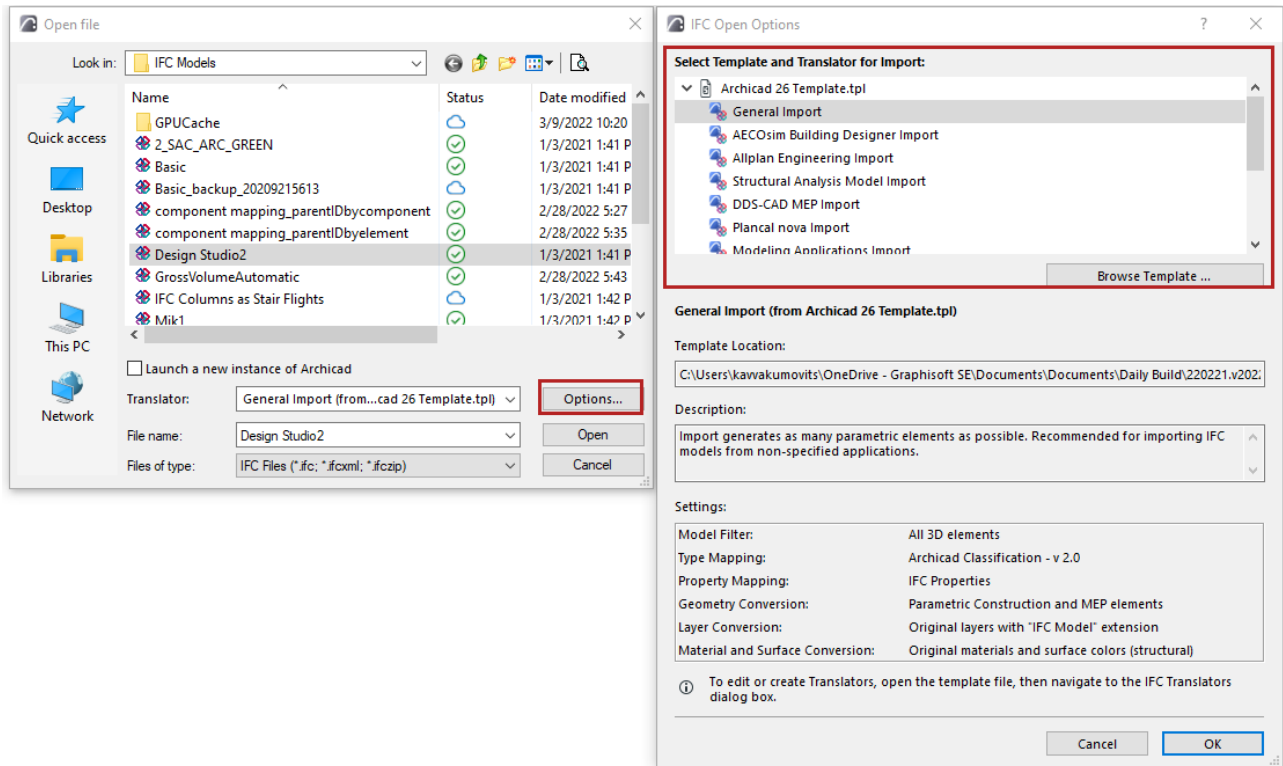 Open file
Look in:
IFC Models
Quick access
Desktop
Libraries
This PC
Network
Name Status Date modified
GPUCache 3/9/2022 10:20
2_SAC_ARC_GREEN 1/3/2021 1:41 P
Basic 1/3/2021 1:41 P
Basic_backup_20209215613 1/3/2021 1:41 P
component mapping_parentIDbycomponent 2/28/2022 5:27
component mapping_parentIDbyelement 2/28/2022 5:35
Design Studio2 1/3/2021 1:41 P
GrossVolumeAutomatic 2/28/2022 5:43
IFC Columns as Stair Flights 1/3/2021 1:42 P
Mik1 1/3/2021 1:42 P
Launch a new instance of Archicad
Translator: General Import (from...cad 26 Template.tpl) Options...
File name: Design Studio2 Open
Files of type: IFC Files (*.ifc; *.ifcxml; *.ifczip) Cancel
IFC Open Options ?
Select Template and Translator for Import:
Archicad 26 Template.tpl
General Import
AECOsim Building Designer Import
Allplan Engineering Import
Structural Analysis Model Import
DDS-CAD MEP Import
Plancal nova Import
Modeling Applications Import
Browse Template ...
General Import (from Archicad 26 Template.tpl)
Template Location:
C:\Users\kavvakumovits\OneDrive - Graphisoft SE\Documents\Documents\Daily Build\220221.v202
Description:
Import generates as many parametric elements as possible. Recommended for importing IFC
models from non-specified applications.
Settings:
Model Filter: All 3D elements
Type Mapping: Archicad Classification - v 2.0
Property Mapping: IFC Properties
Geometry Conversion: Parametric Construction and MEP elements
Layer Conversion: Original layers with "IFC Model" extension
Material and Surface Conversion: Original materials and surface colors (structural)
To edit or create Translators, open the template file, then navigate to the IFC Translators
dialog box.
Cancel OK